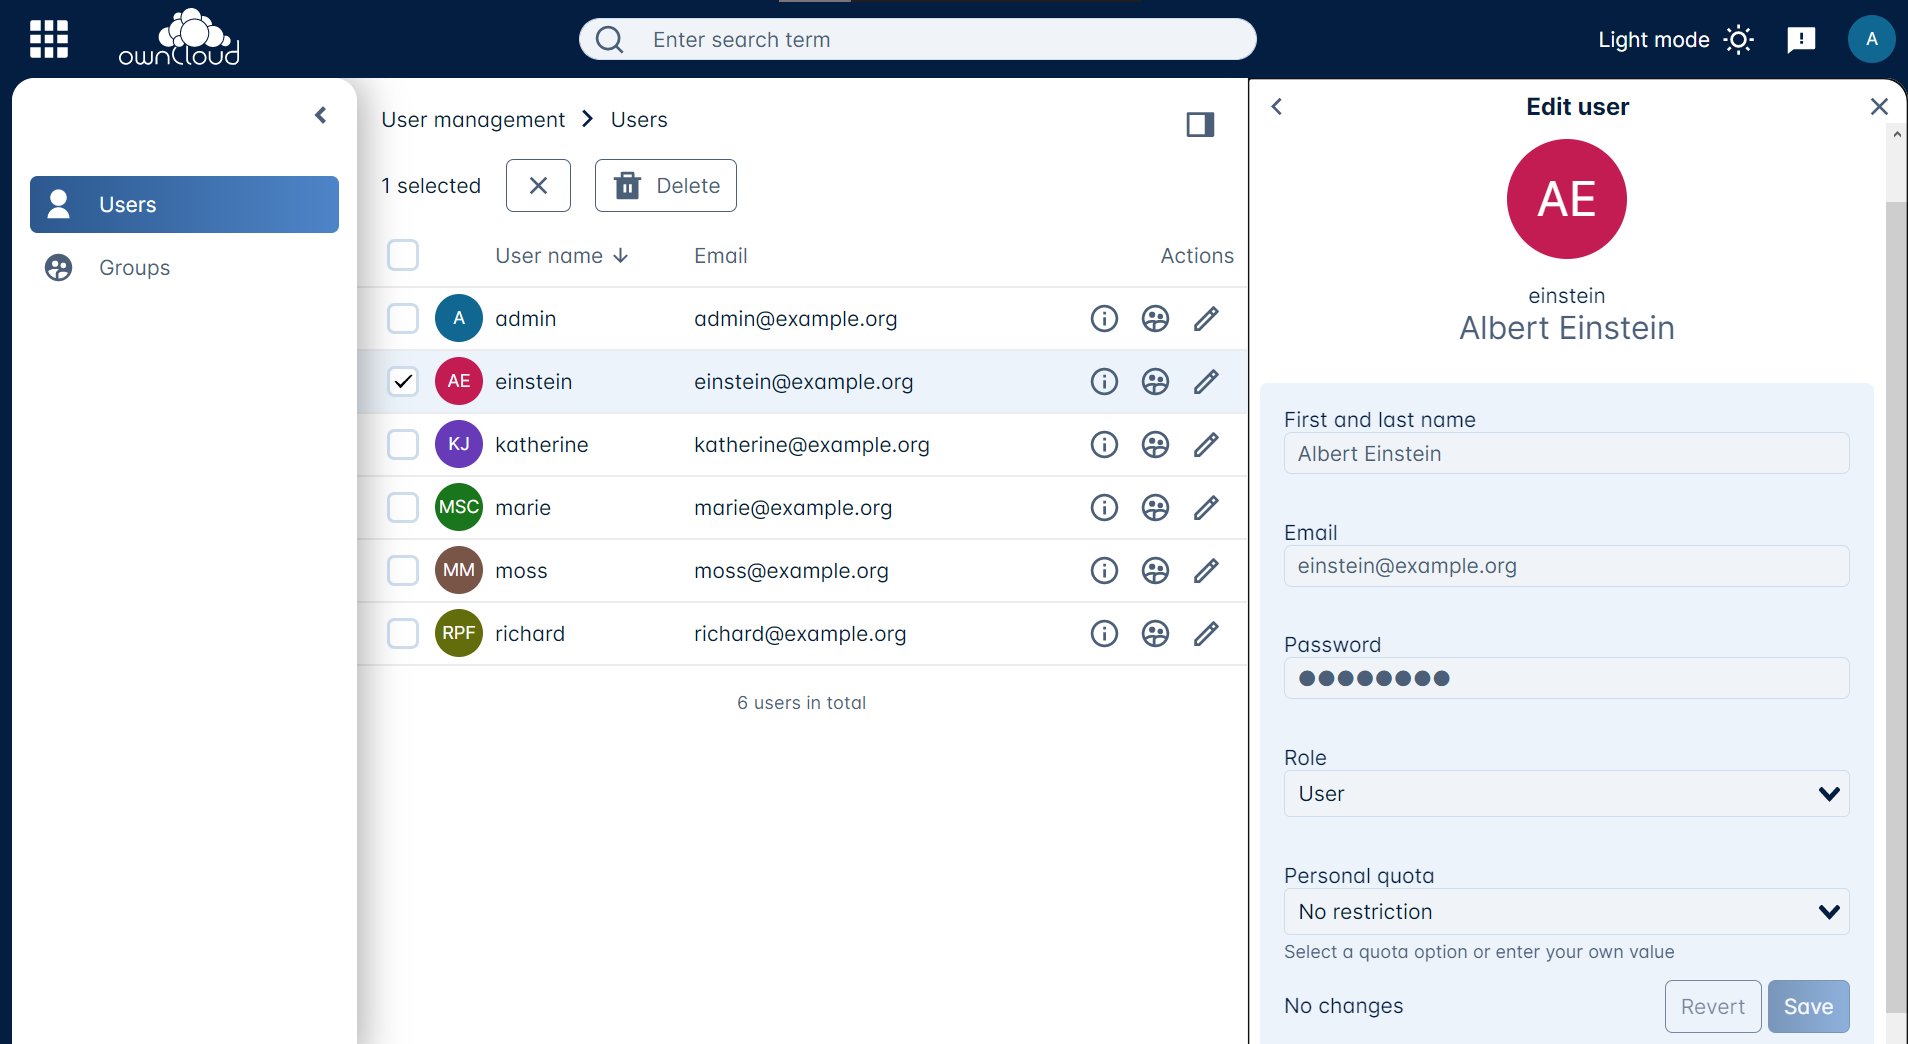 ownCloud
Enter search term
Light mode
A
Users
Groups
User management > Users
1 selected
Delete
User name
Email
Actions
A
admin
admin@example.org
AE
einstein
einstein@example.org
KJ
katherine
katherine@example.org
MSC
marie
marie@example.org
MM
moss
moss@example.org
RPF
richard
richard@example.org
6 users in total
Edit user
AE
einstein
Albert Einstein
First and last name
Albert Einstein
Email
einstein@example.org
Password
●●●●●●●●
Role
User
Personal quota
No restriction
Select a quota option or enter your own value
No changes
Revert
Save